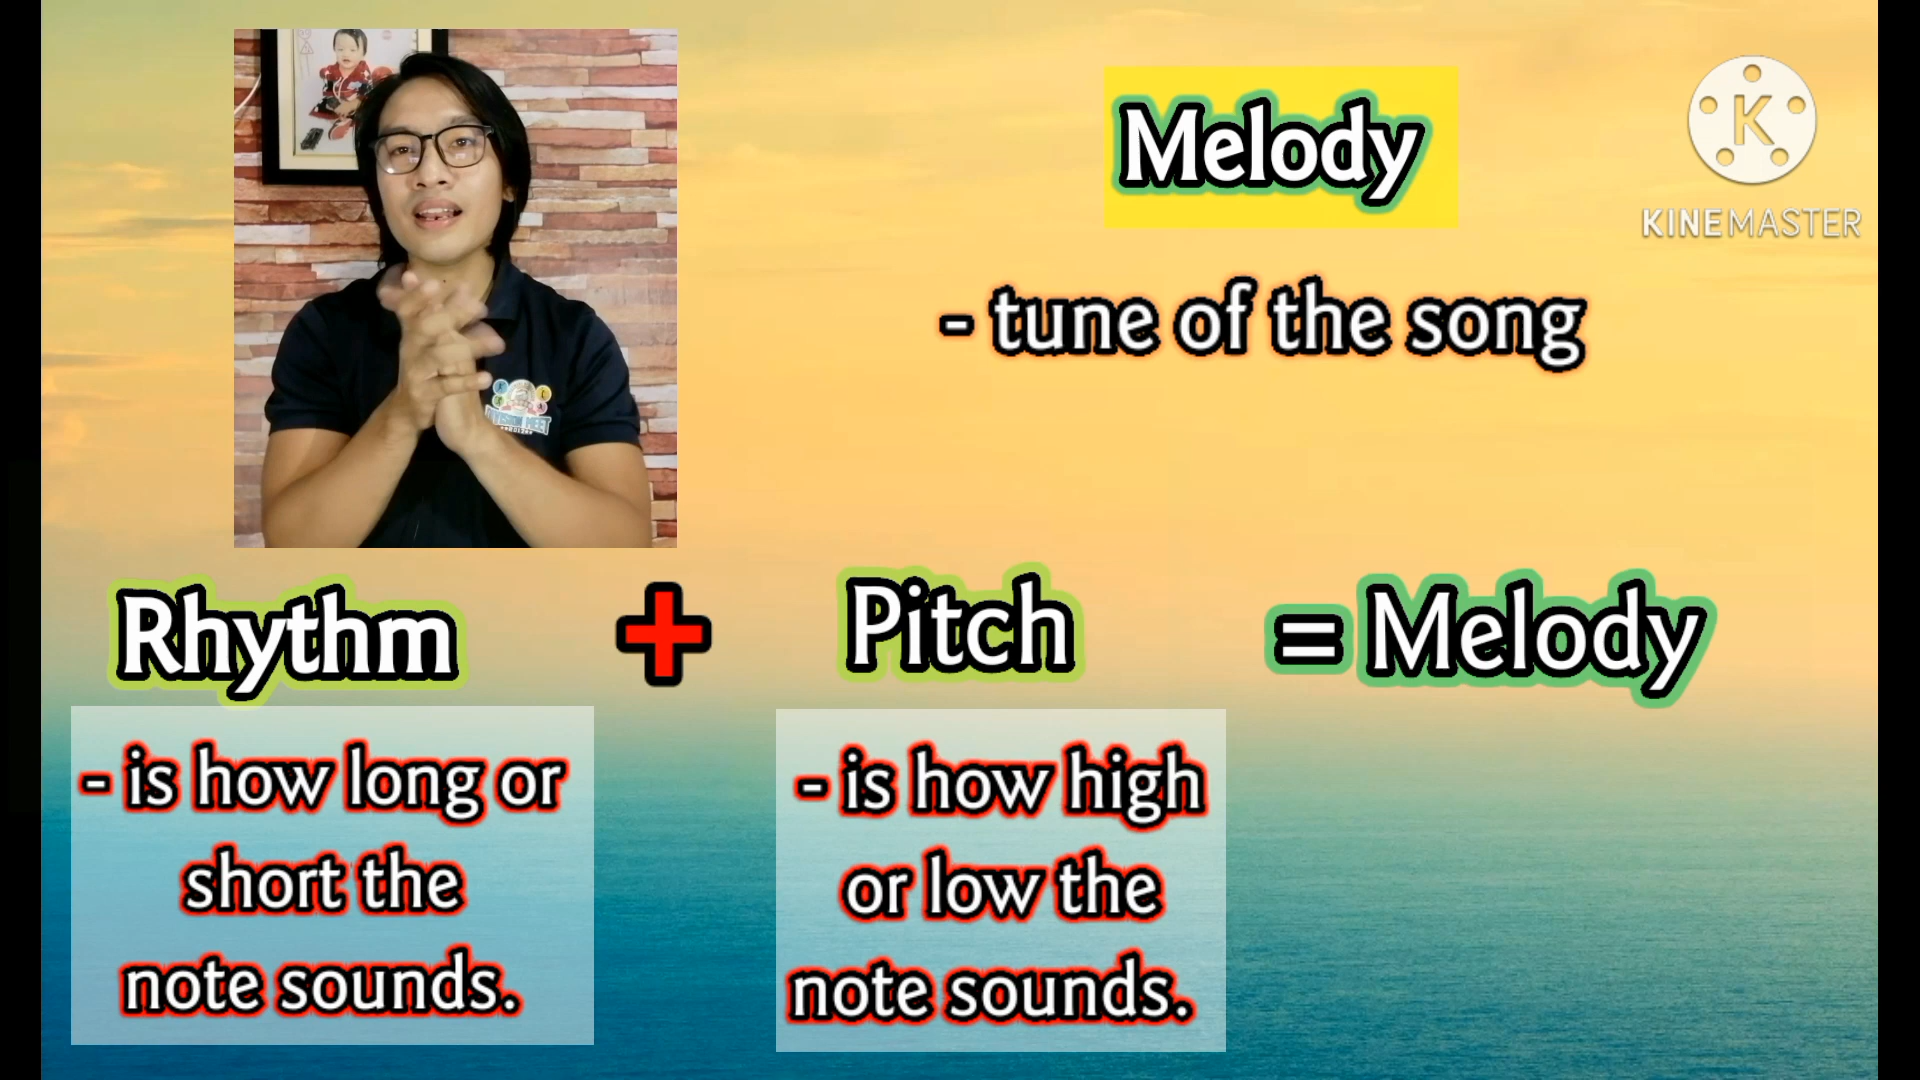 Melody
KINEMASTER
- tune of the song
Rhythm + Pitch = Melody
- is how long or
short the
note sounds.
- is how high
or low the
note sounds.